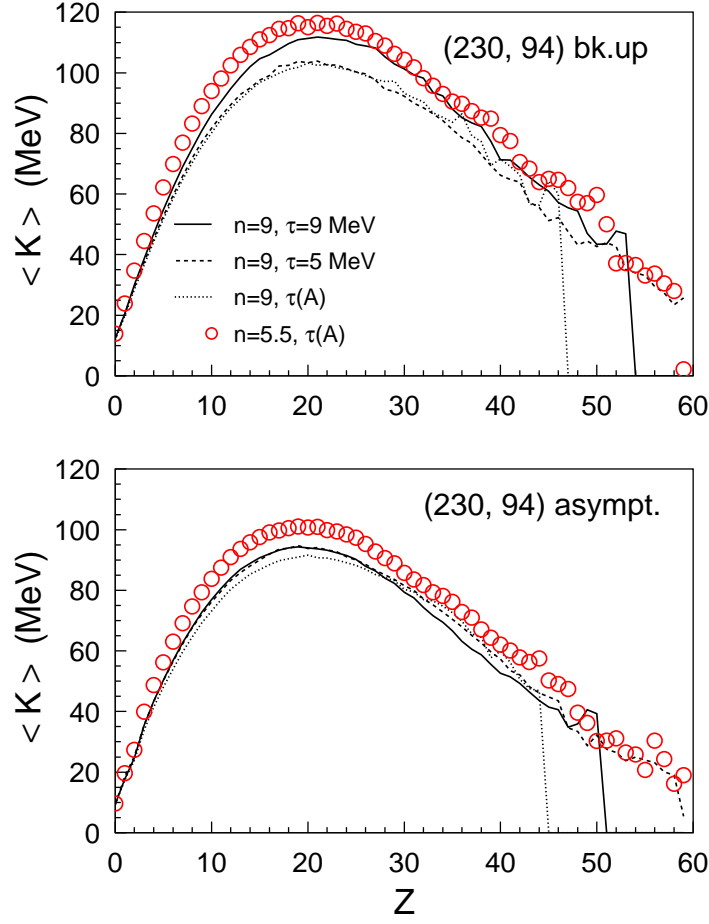 120
100
80
60
40
20
0
< K > (MeV)
(230, 94) bk.up
n=9, τ=9 MeV
n=9, τ=5 MeV
n=9, τ(A)
n=5.5, τ(A)
0 10 20 30 40 50 60
120
100
80
60
40
20
0
< K > (MeV)
(230, 94) asympt.
0 10 20 30 40 50 60
Z